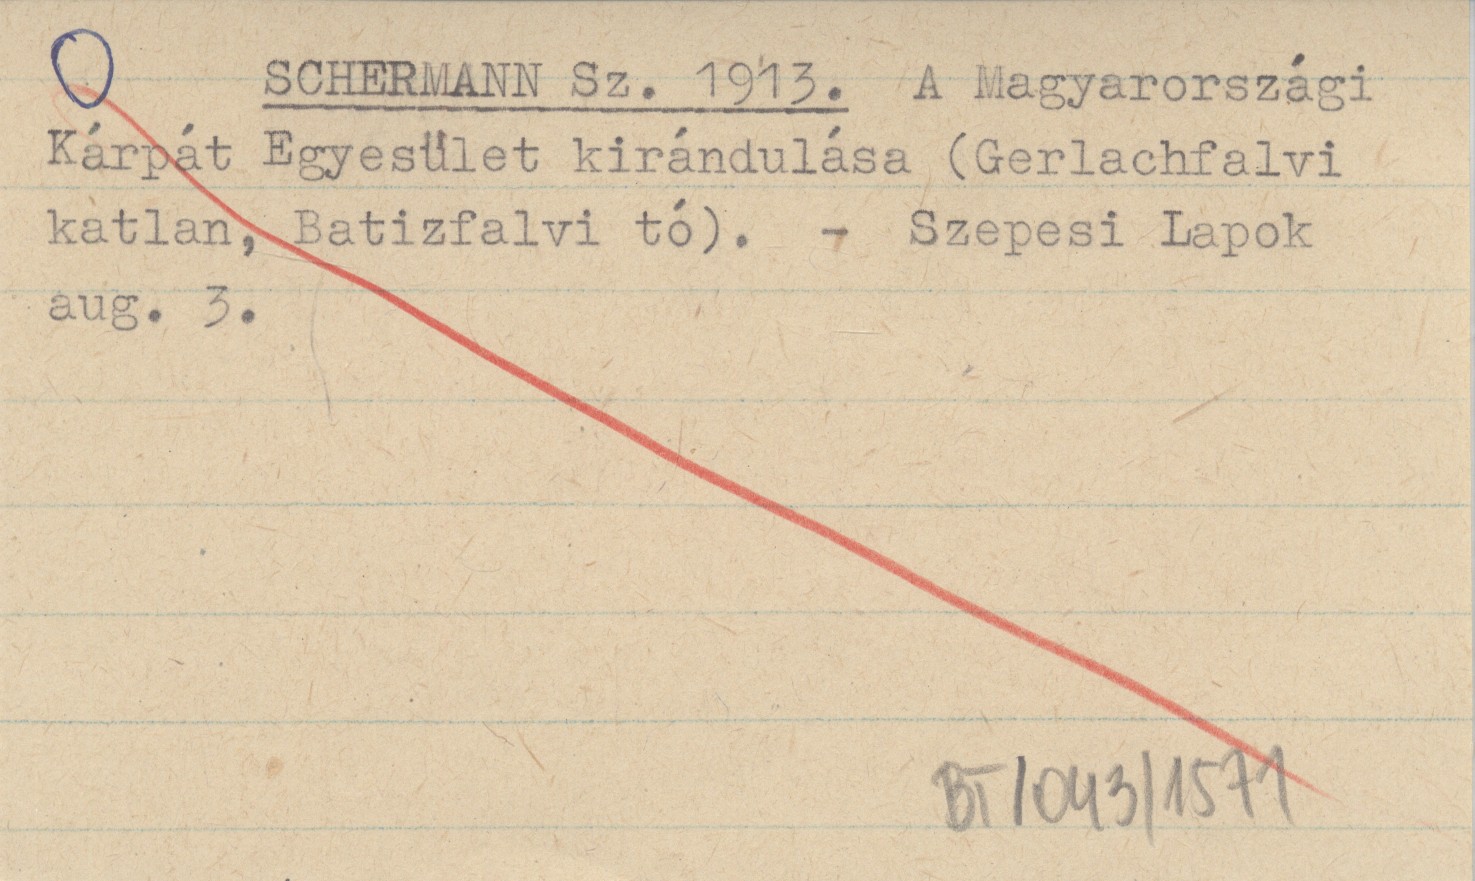 SCHERMANN Sz. 1913. A Magyarországi
Kárpát Egyesület kirándulása (Gerlachfalvi
katlan, Batizfalvi tó). - Szepesi Lapok
aug. 3.
BT/043/1571